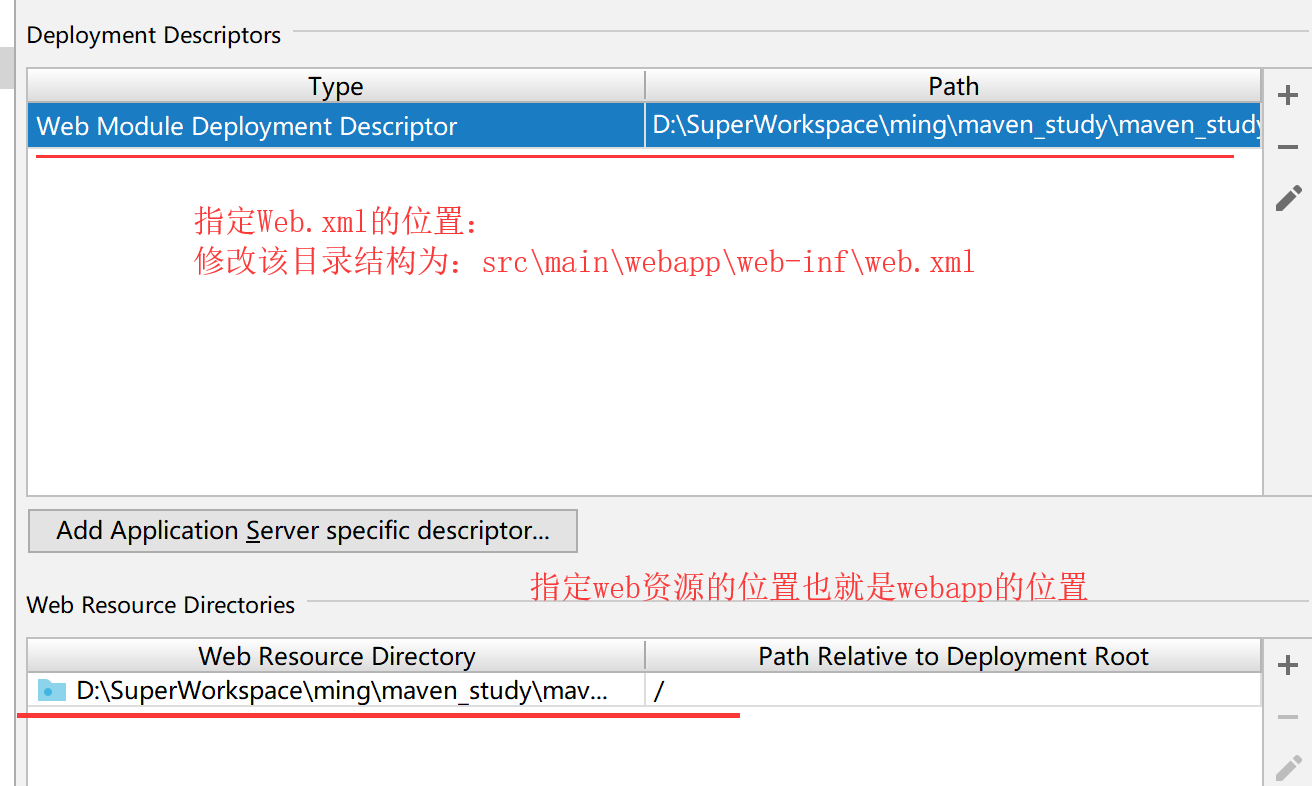 Deployment Descriptors
Type Path
Web Module Deployment Descriptor D:\SuperWorkspace\ming\maven_study\maven_study
指定Web.xml的位置：
修改该目录结构为：src\main\webapp\web-inf\web.xml
Add Application Server specific descriptor...
指定web资源的位置也就是webapp的位置
Web Resource Directories
Web Resource Directory Path Relative to Deployment Root
D:\SuperWorkspace\ming\maven_study\mav... /